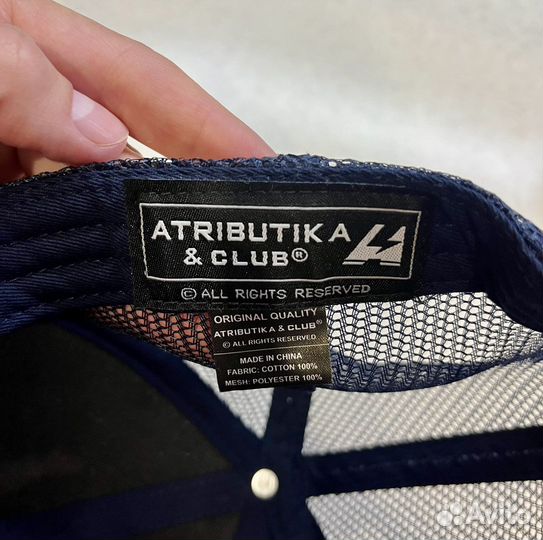 ATRIBUTIKA
& CLUB®
© ALL RIGHTS RESERVED
ORIGINAL QUALITY
ATRIBUTIKA & CLUB®
© ALL RIGHTS RESERVED
MADE IN CHINA
FABRIC: COTTON 100%
MESH: POLYESTER 100%
Avito